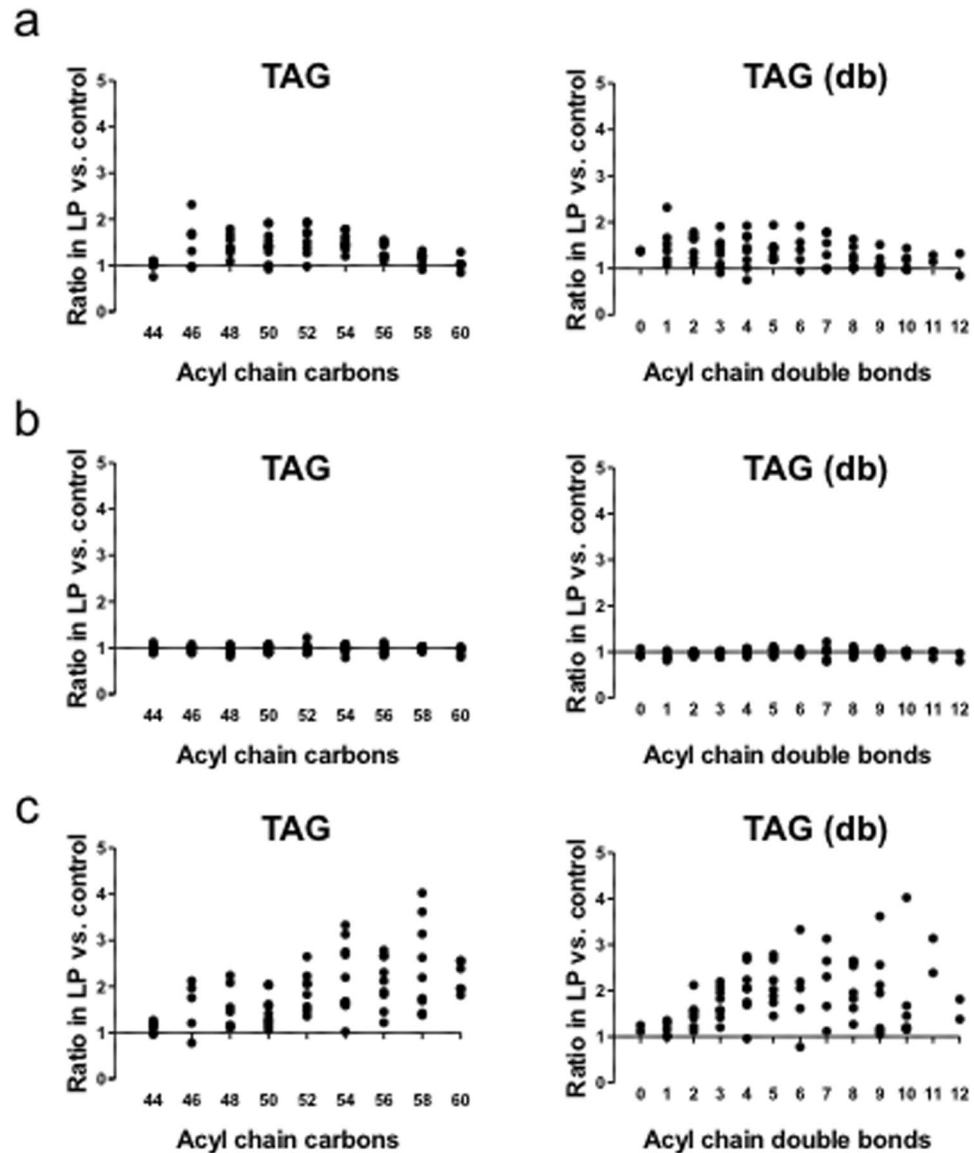 a
TAG
Ratio in LP vs. control
5
4
3
2
1
0
44 46 48 50 52 54 56 58 60
Acyl chain carbons
TAG (db)
Ratio in LP vs. control
5
4
3
2
1
0
0 1 2 3 4 5 6 7 8 9 10 11 12
Acyl chain double bonds
b
TAG
Ratio in LP vs. control
5
4
3
2
1
0
44 46 48 50 52 54 56 58 60
Acyl chain carbons
TAG (db)
Ratio in LP vs. control
5
4
3
2
1
0
0 1 2 3 4 5 6 7 8 9 10 11 12
Acyl chain double bonds
c
TAG
Ratio in LP vs. control
5
4
3
2
1
0
44 46 48 50 52 54 56 58 60
Acyl chain carbons
TAG (db)
Ratio in LP vs. control
5
4
3
2
1
0
0 1 2 3 4 5 6 7 8 9 10 11 12
Acyl chain double bonds